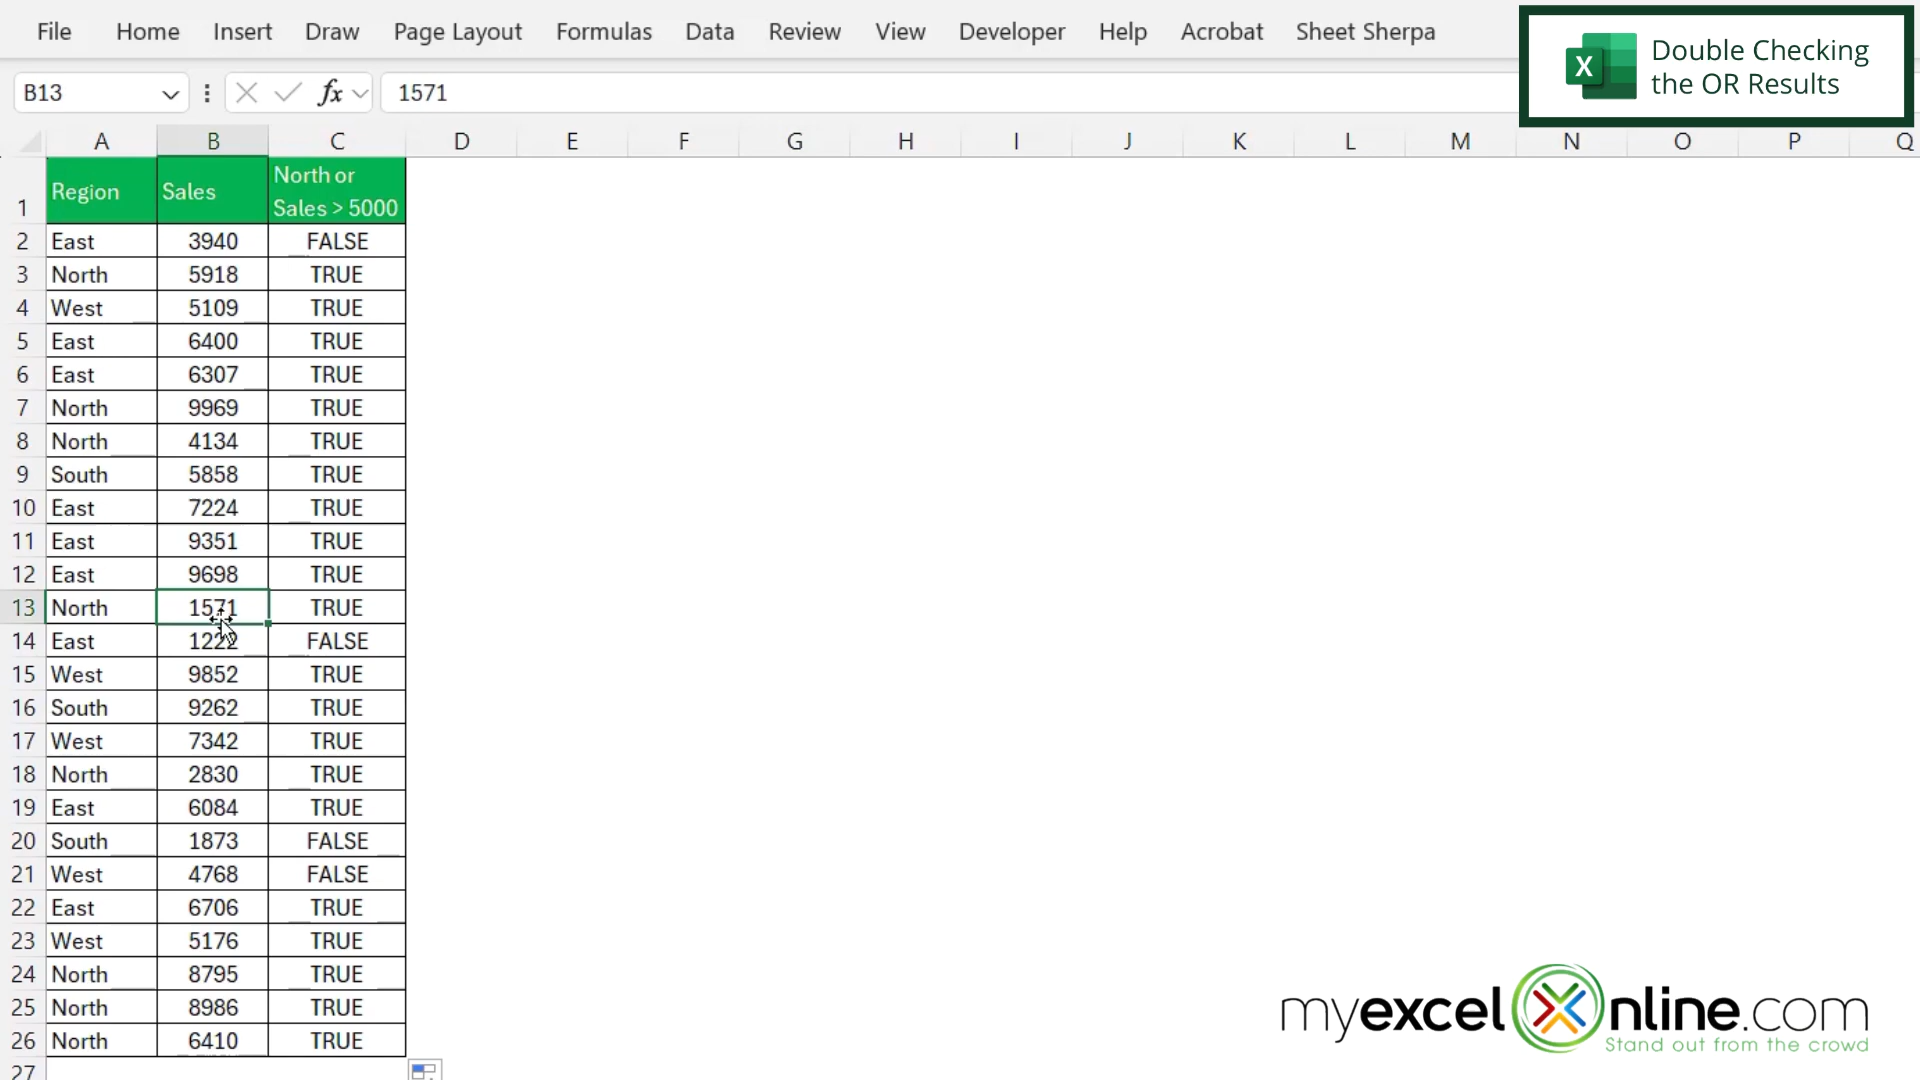 File Home Insert Draw Page Layout Formulas Data Review View Developer Help Acrobat Sheet Sherpa
Double Checking
the OR Results
B13 fx 1571
A B C D E F G H I J K L M N O P Q
1 Region Sales North or
Sales > 5000
2 East 3940 FALSE
3 North 5918 TRUE
4 West 5109 TRUE
5 East 6400 TRUE
6 East 6307 TRUE
7 North 9969 TRUE
8 North 4134 TRUE
9 South 5858 TRUE
10 East 7224 TRUE
11 East 9351 TRUE
12 East 9698 TRUE
13 North 1571 TRUE
14 East 1222 FALSE
15 West 9852 TRUE
16 South 9262 TRUE
17 West 7342 TRUE
18 North 2830 TRUE
19 East 6084 TRUE
20 South 1873 FALSE
21 West 4768 FALSE
22 East 6706 TRUE
23 West 5176 TRUE
24 North 8795 TRUE
25 North 8986 TRUE
26 North 6410 TRUE
27
myexcelonline.com
Stand out from the crowd